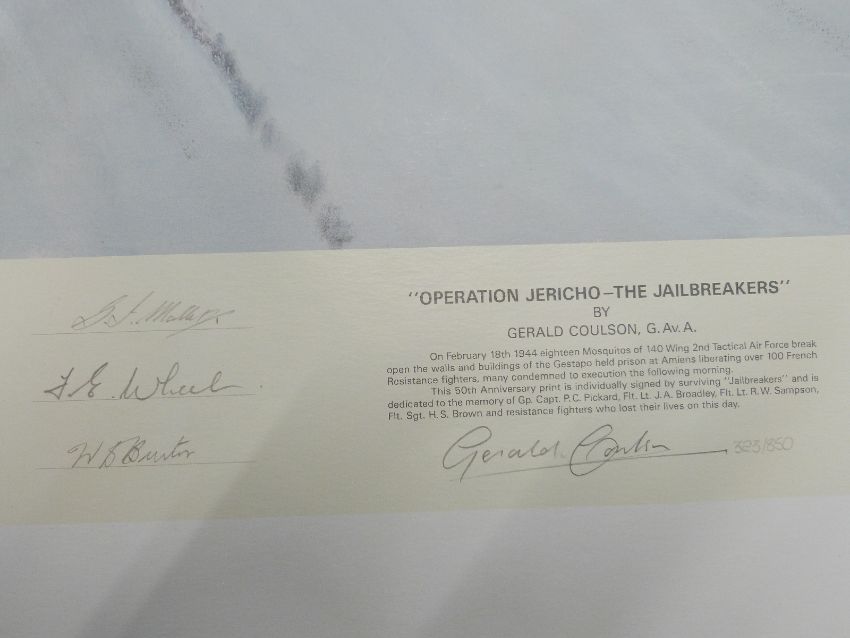 "OPERATION JERICHO–THE JAILBREAKERS"
BY
GERALD COULSON, G.Av.A.
On February 18th 1944 eighteen Mosquitos of 140 Wing 2nd Tactical Air Force break
open the walls and buildings of the Gestapo held prison at Amiens liberating over 100 French
Resistance fighters, many condemned to execution the following morning.
This 50th Anniversary print is individually signed by surviving "Jailbreakers" and is
dedicated to the memory of Gp. Capt. P.C. Pickard, Flt. Lt. J.A. Broadley, Flt. Lt. R.W. Sampson,
Flt. Sgt. H.S. Brown and resistance fighters who lost their lives on this day.
Gerald Coulson 323/850
W